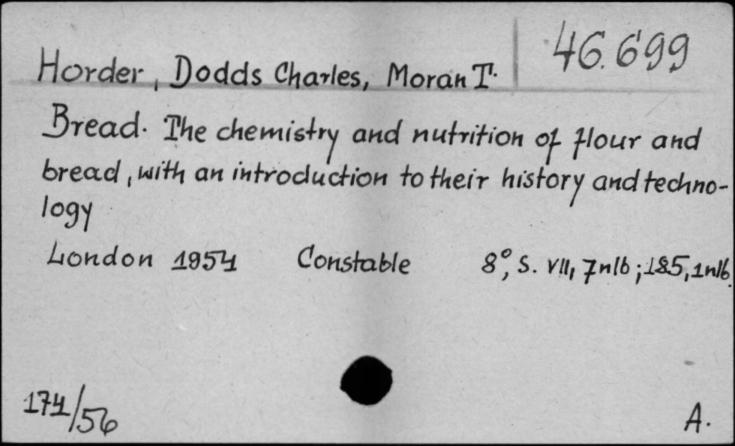 46.699
Horder, Dodds Charles, Moran T.
Bread. The chemistry and nutrition of flour and
bread, with an introduction to their history and techno-
logy
London 1954 Constable 8°, S. VII, 7nlb; 185, 1nlb.
174/56 A.